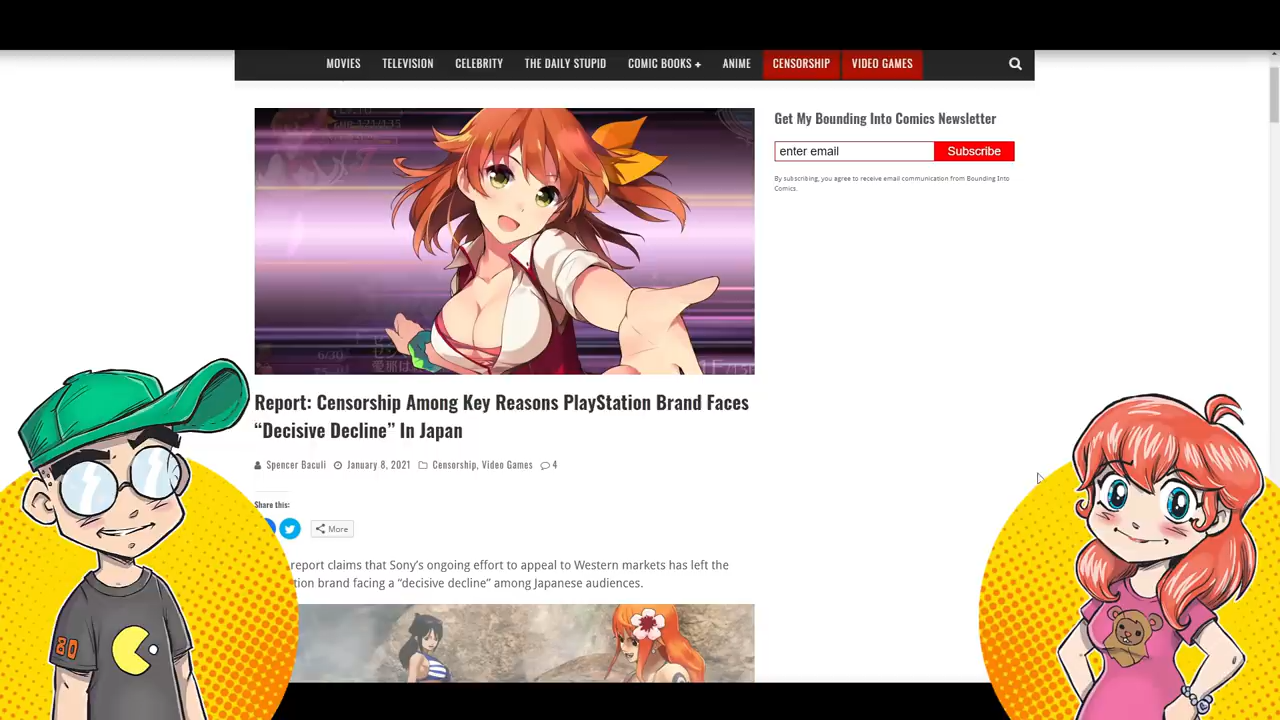 MOVIES TELEVISION CELEBRITY THE DAILY STUPID COMIC BOOKS + ANIME CENSORSHIP VIDEO GAMES
Get My Bounding Into Comics Newsletter
enter email Subscribe
By subscribing, you agree to receive email communication from Bounding Into
Comics.
6/30
Report: Censorship Among Key Reasons PlayStation Brand Faces
“Decisive Decline” In Japan
Spencer Baculi January 8, 2021 Censorship, Video Games 4
Share this:
More
report claims that Sony’s ongoing effort to appeal to Western markets has left the
tion brand facing a “decisive decline” among Japanese audiences.
80